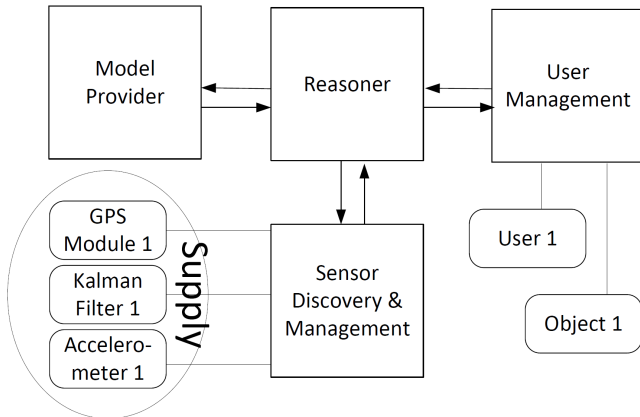 Model
Provider
Reasoner
User
Management
GPS
Module 1
Kalman
Filter 1
Accelero-
meter 1
Supply
Sensor
Discovery &
Management
User 1
Object 1